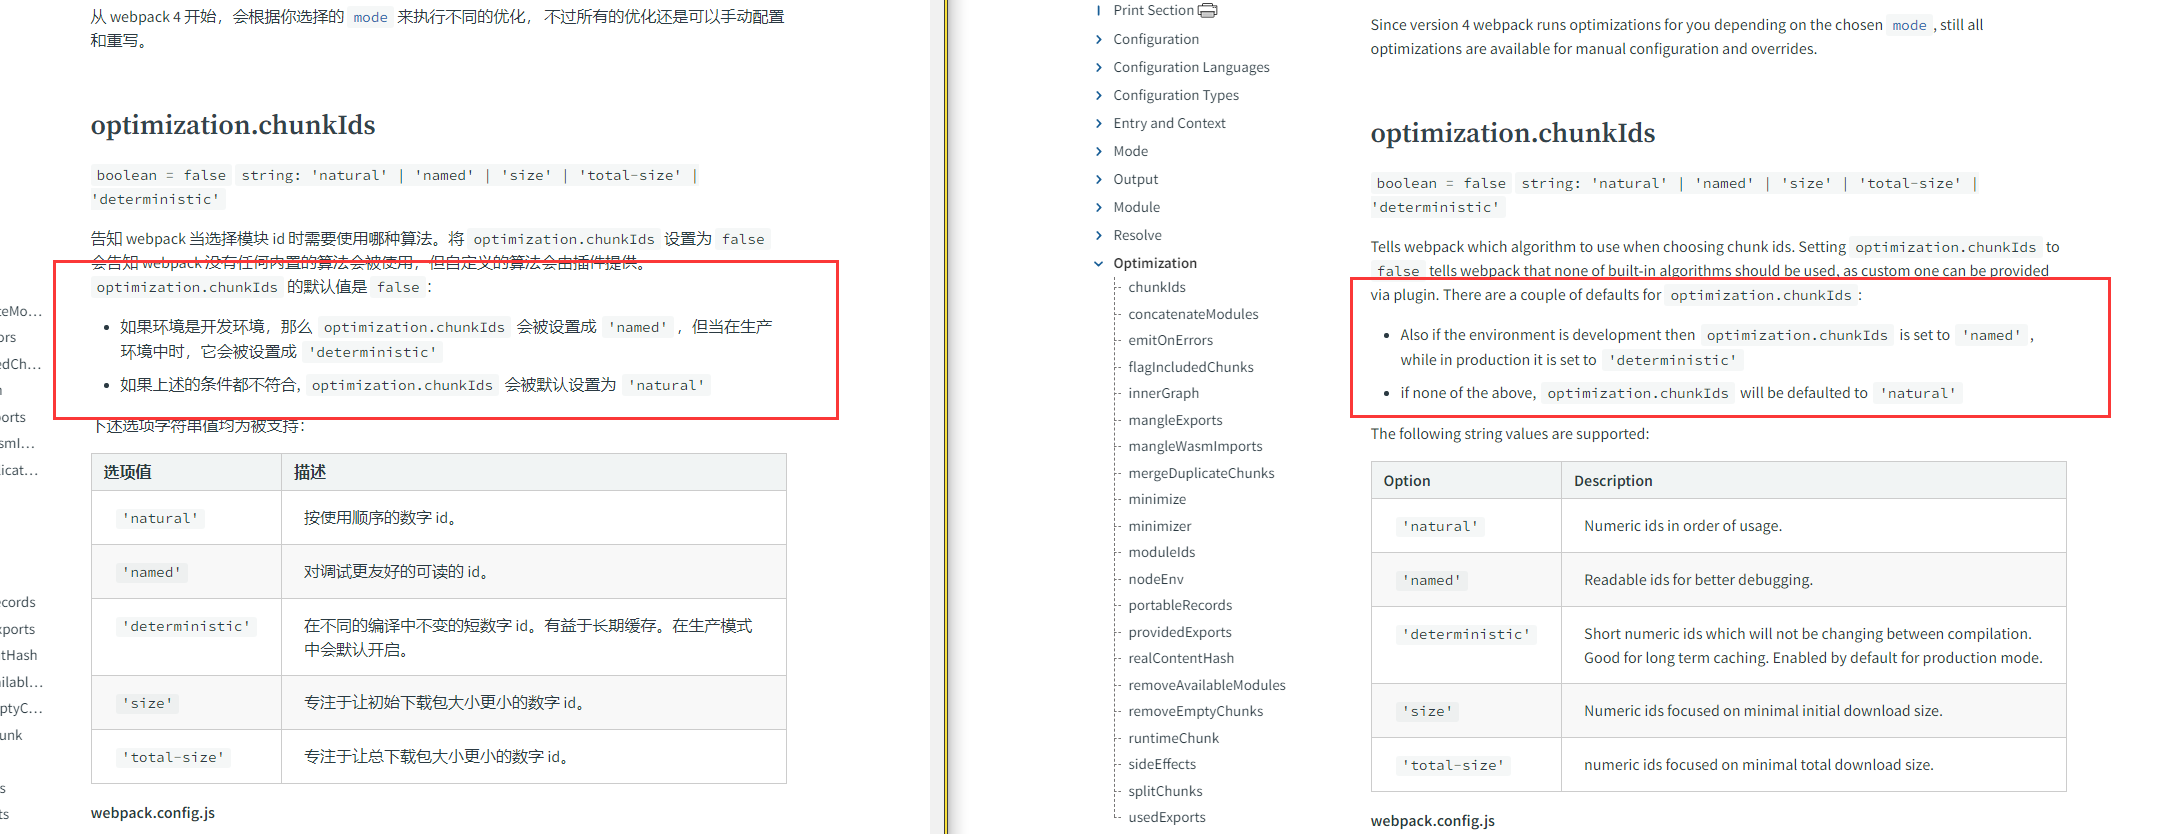 从 webpack 4 开始，会根据你选择的 mode 来执行不同的优化， 不过所有的优化还是可以手动配置
和重写。
optimization.chunkIds
boolean = false string: 'natural' | 'named' | 'size' | 'total-size' |
'deterministic'
告知 webpack 当选择模块 id 时需要使用哪种算法。将 optimization.chunkIds 设置为 false
会告知 webpack 没有任何内置的算法会被使用，但自定义的算法会由插件提供。
optimization.chunkIds 的默认值是 false：
如果环境是开发环境，那么 optimization.chunkIds 会被设置成 'named'，但当在生产
环境中时，它会被设置成 'deterministic'
如果上述的条件都不符合, optimization.chunkIds 会被默认设置为 'natural'
下述选项字符串值均为被支持：
选项值 描述
'natural' 按使用顺序的数字 id。
'named' 对调试更友好的可读的 id。
'deterministic' 在不同的编译中不变的短数字 id。有益于长期缓存。在生产模式
中会默认开启。
'size' 专注于让初始下载包大小更小的数字 id。
'total-size' 专注于让总下载包大小更小的数字 id。
webpack.config.js
teMo...
ors
edCh...
n
ports
smI...
licat...
ecords
xports
tHash
ailabl...
ptyC...
unk
s
ts
Print Section
Configuration
Configuration Languages
Configuration Types
Entry and Context
Mode
Output
Module
Resolve
Optimization
chunkIds
concatenateModules
emitOnErrors
flagIncludedChunks
innerGraph
mangleExports
mangleWasmImports
mergeDuplicateChunks
minimize
minimizer
moduleIds
nodeEnv
portableRecords
providedExports
realContentHash
removeAvailableModules
removeEmptyChunks
runtimeChunk
sideEffects
splitChunks
usedExports
Since version 4 webpack runs optimizations for you depending on the chosen mode , still all
optimizations are available for manual configuration and overrides.
optimization.chunkIds
boolean = false string: 'natural' | 'named' | 'size' | 'total-size' |
'deterministic'
Tells webpack which algorithm to use when choosing chunk ids. Setting optimization.chunkIds to
false tells webpack that none of built-in algorithms should be used, as custom one can be provided
via plugin. There are a couple of defaults for optimization.chunkIds :
Also if the environment is development then optimization.chunkIds is set to 'named' ,
while in production it is set to 'deterministic'
if none of the above, optimization.chunkIds will be defaulted to 'natural'
The following string values are supported:
Option Description
'natural' Numeric ids in order of usage.
'named' Readable ids for better debugging.
'deterministic' Short numeric ids which will not be changing between compilation.
Good for long term caching. Enabled by default for production mode.
'size' Numeric ids focused on minimal initial download size.
'total-size' numeric ids focused on minimal total download size.
webpack.config.js